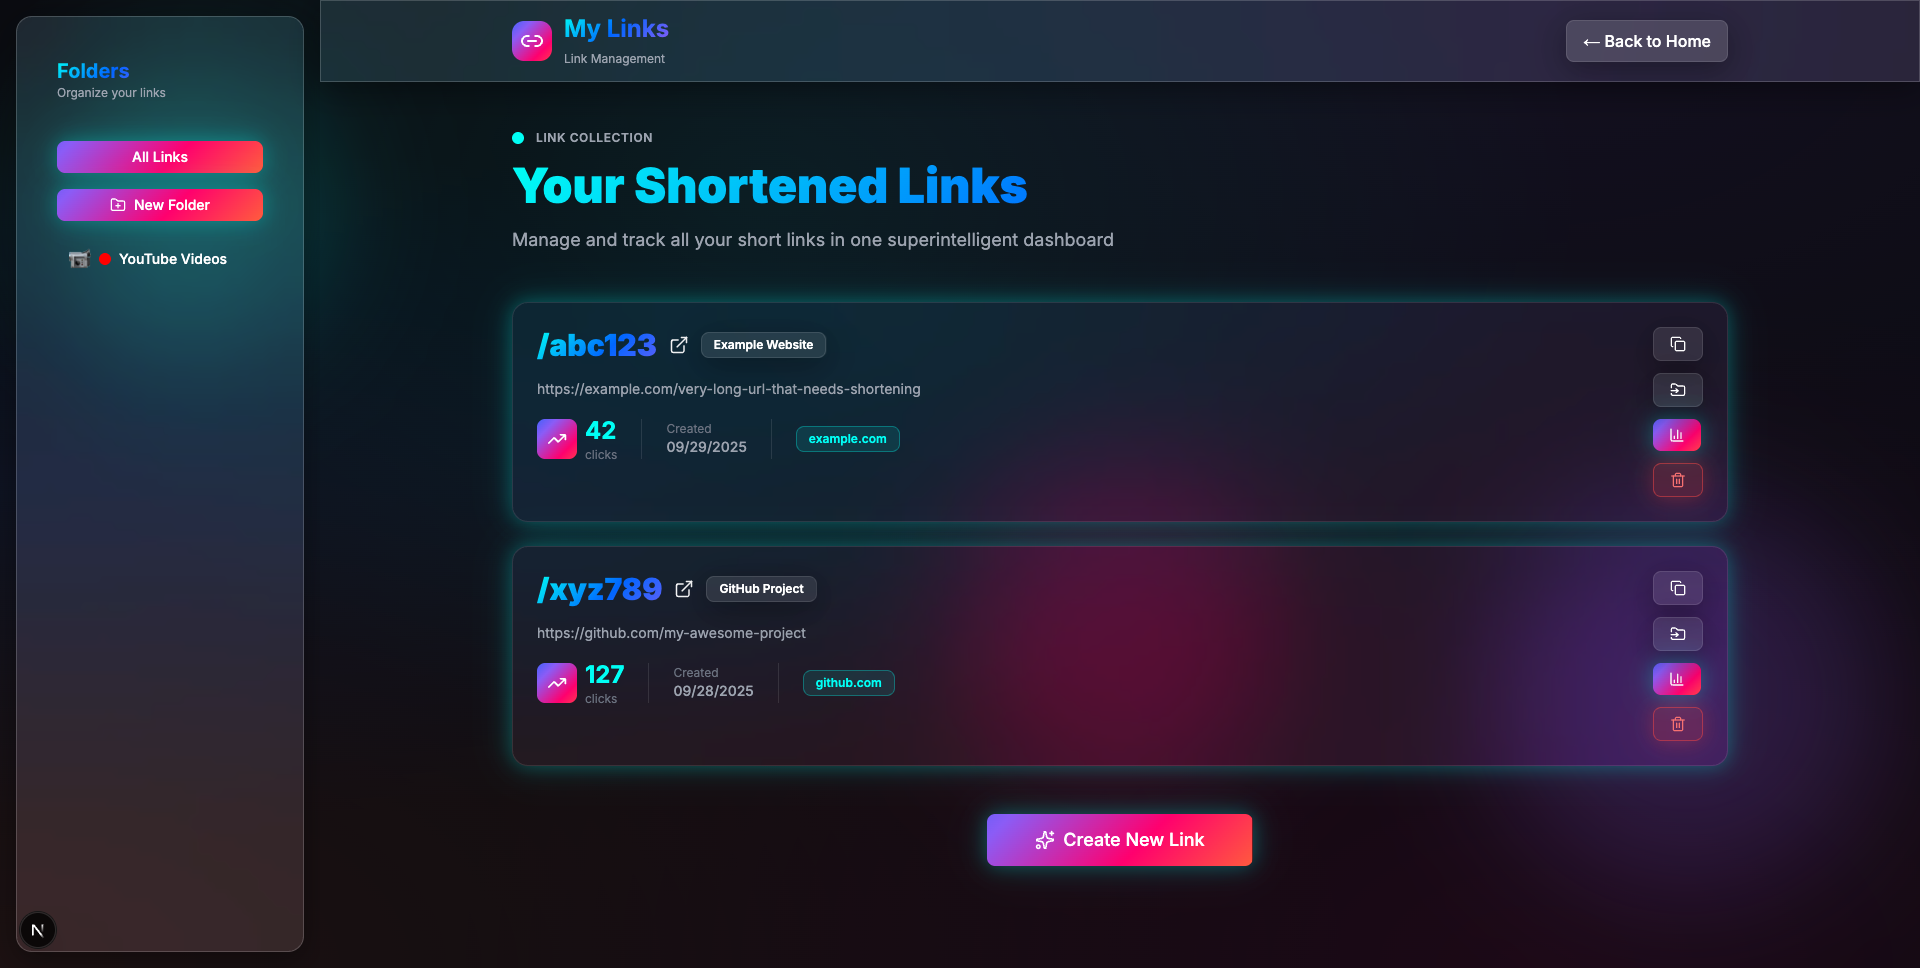 Folders
Organize your links
All Links
New Folder
YouTube Videos
N
My Links
Link Management
← Back to Home
LINK COLLECTION
Your Shortened Links
Manage and track all your short links in one superintelligent dashboard
/abc123
Example Website
https://example.com/very-long-url-that-needs-shortening
42
clicks
Created
09/29/2025
example.com
/xyz789
GitHub Project
https://github.com/my-awesome-project
127
clicks
Created
09/28/2025
github.com
Create New Link